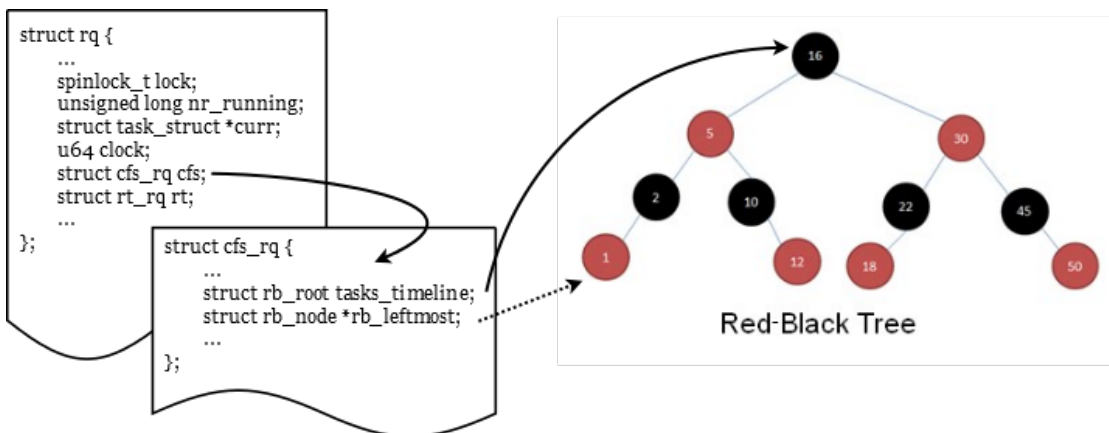 struct rq {
...
spinlock_t lock;
unsigned long nr_running;
struct task_struct *curr;
u64 clock;
struct cfs_rq cfs;
struct rt_rq rt;
...
};
struct cfs_rq {
...
struct rb_root tasks_timeline;
struct rb_node *rb_leftmost;
...
};
16
5
30
2
10
22
45
1
12
18
50
Red-Black Tree